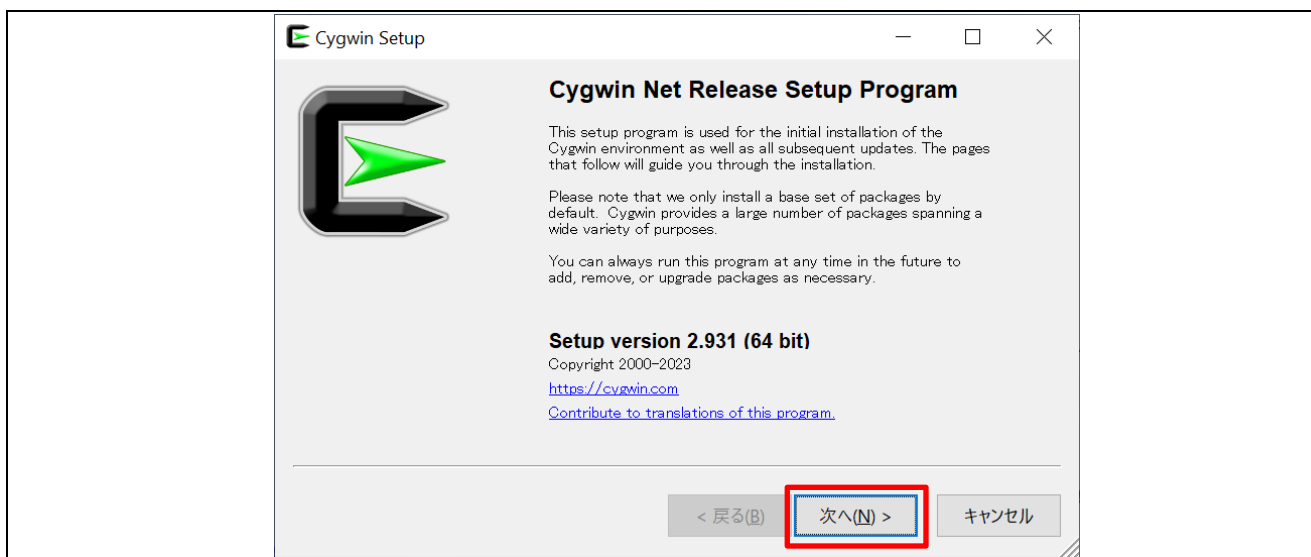 Cygwin Setup
Cygwin Net Release Setup Program
This setup program is used for the initial installation of the
Cygwin environment as well as all subsequent updates. The pages
that follow will guide you through the installation.
Please note that we only install a base set of packages by
default. Cygwin provides a large number of packages spanning a
wide variety of purposes.
You can always run this program at any time in the future to
add, remove, or upgrade packages as necessary.
Setup version 2.931 (64 bit)
Copyright 2000-2023
https://cygwin.com
Contribute to translations of this program.
< 戻る(B) 次へ(N) > キャンセル